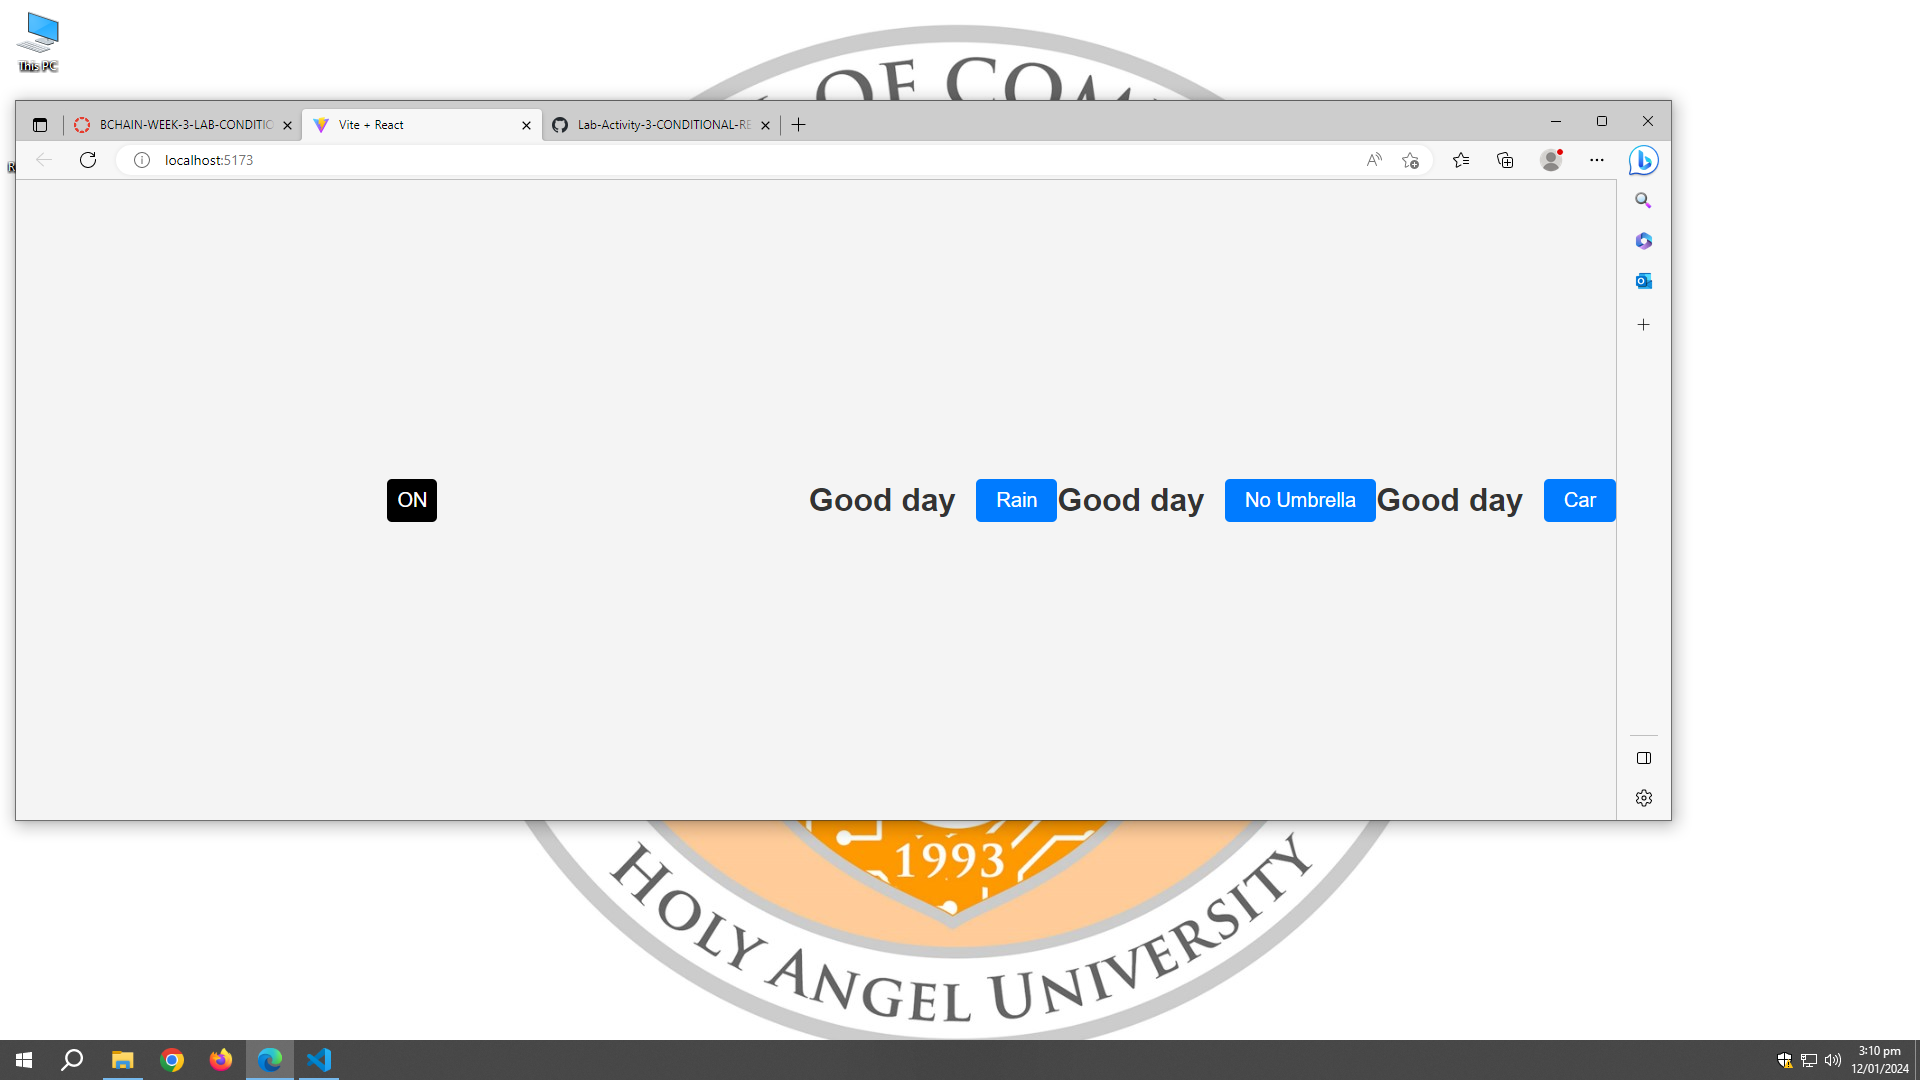 This PC
OF COM
BCHAIN-WEEK-3-LAB-CONDITIO
Vite + React
Lab-Activity-3-CONDITIONAL-RE
localhost:5173
ON
Good day
Rain
Good day
No Umbrella
Good day
Car
1993
HOLY ANGEL UNIVERSITY
3:10 pm
12/01/2024